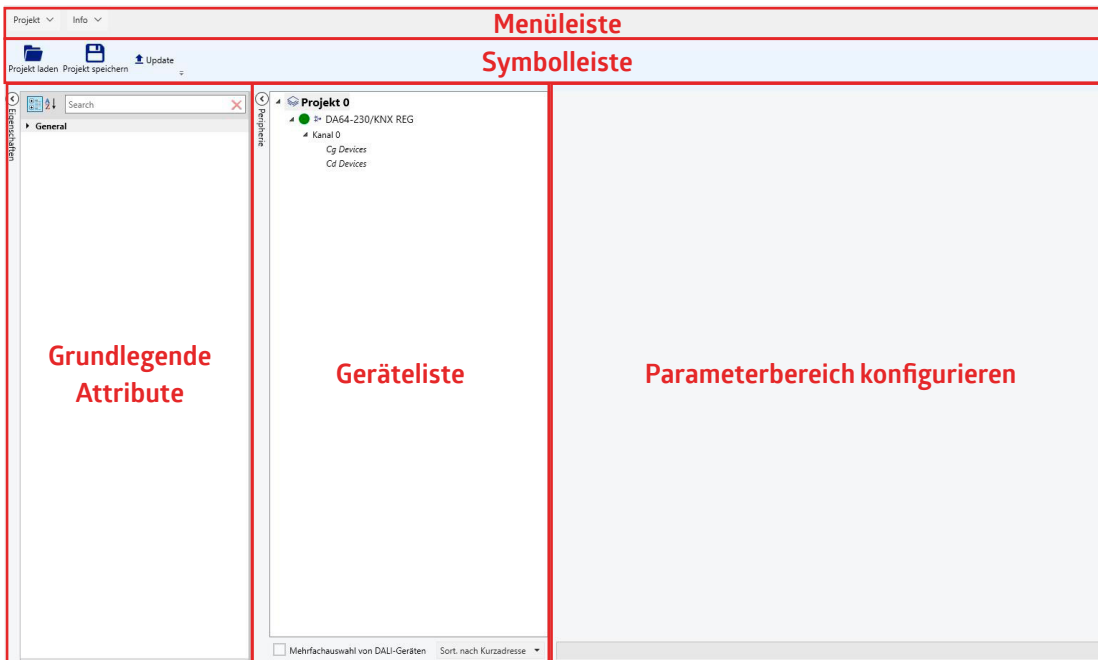 Projekt Info
Menüleiste
Projekt laden Projekt speichern Update
Symbolleiste
Eigenschaften
Search
General
Grundlegende
Attribute
Peripherie
Projekt 0
DA64-230/KNX REG
Kanal 0
Cg Devices
Cd Devices
Geräteliste
Mehrfachauswahl von DALI-Geräten Sort. nach Kurzadresse
Parameterbereich konfigurieren